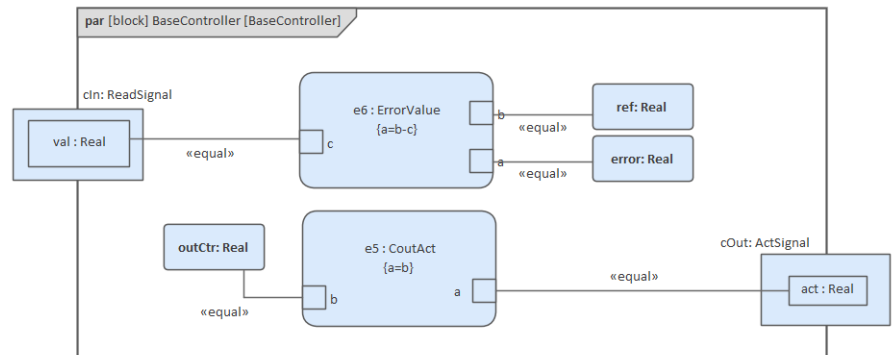 par [block] BaseController [BaseController]
cIn: ReadSignal
val : Real
«equal»
c
e6 : ErrorValue
{a=b-c}
b
«equal»
ref: Real
a
«equal»
error: Real
outCtr: Real
«equal»
b
e5 : CoutAct
{a=b}
a
«equal»
cOut: ActSignal
act : Real